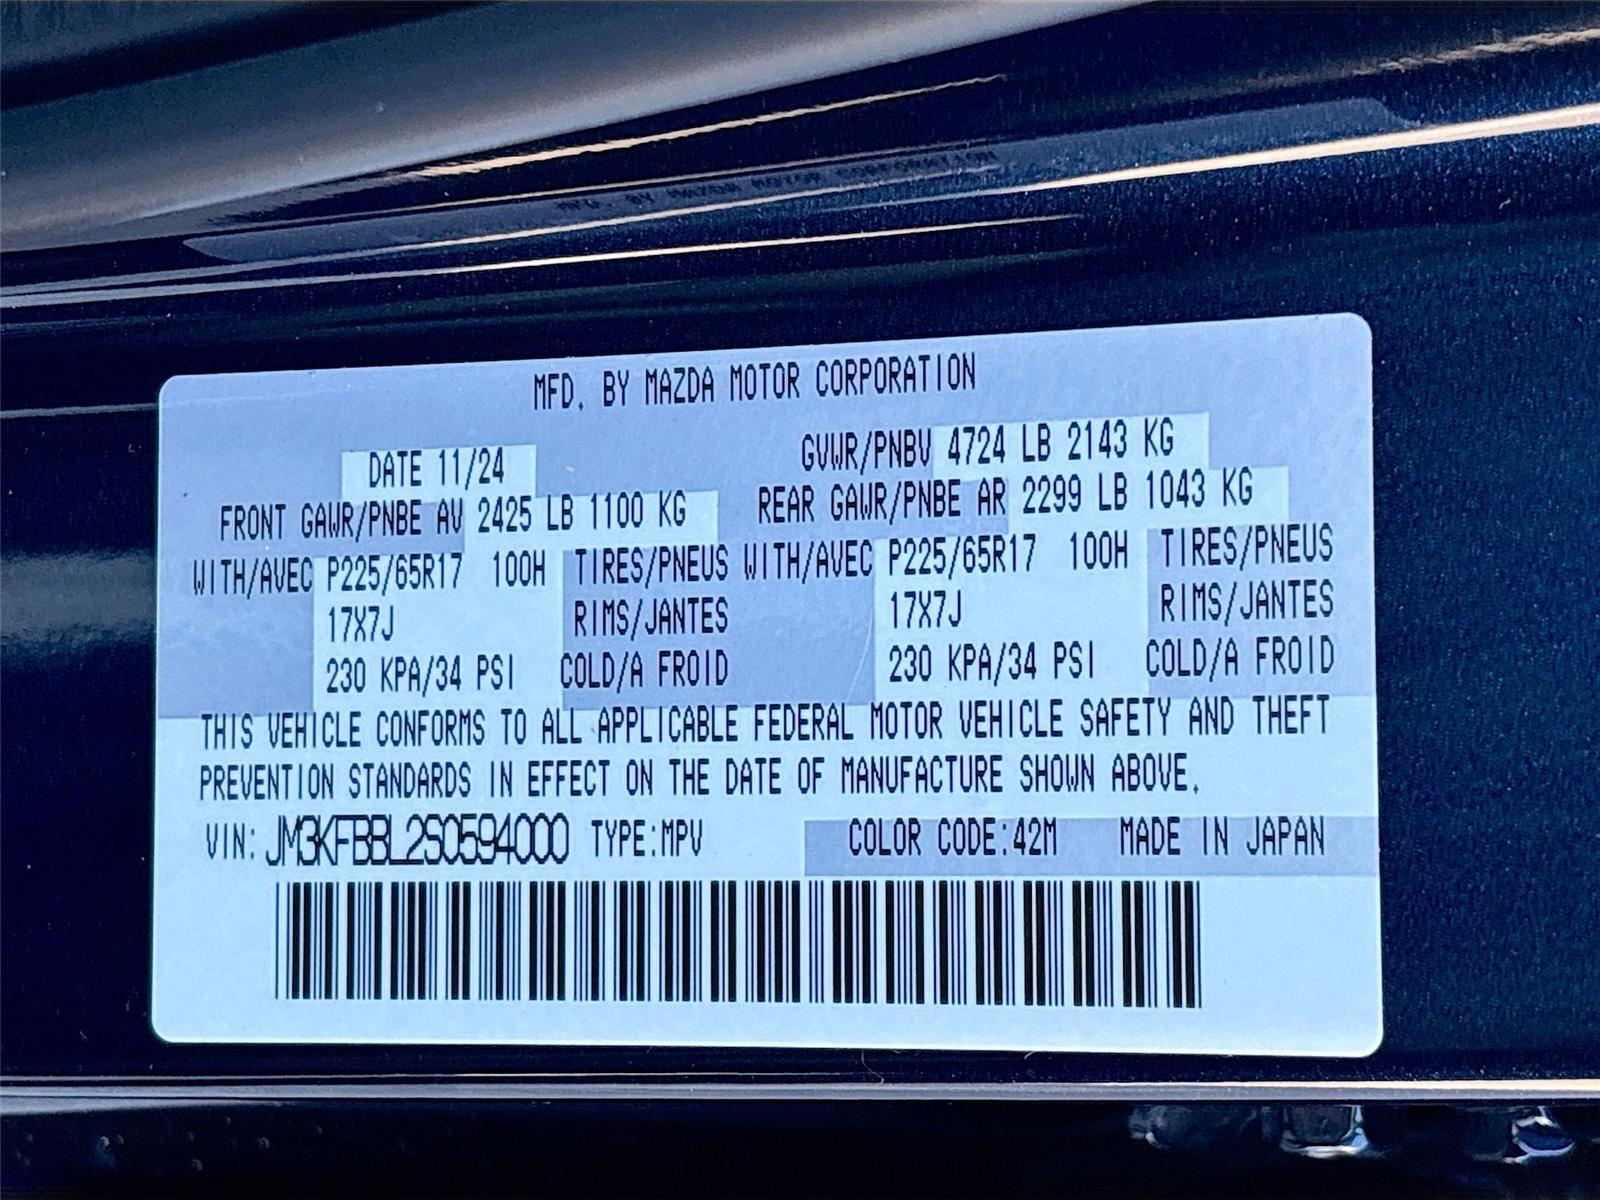 MFD. BY MAZDA MOTOR CORPORATION
MFD. BY MAZDA MOTOR CORPORATION
DATE 11/24 GVWR/PNBV 4724 LB 2143 KG
FRONT GAWR/PNBE AV 2425 LB 1100 KG REAR GAWR/PNBE AR 2299 LB 1043 KG
WITH/AVEC P225/65R17 100H TIRES/PNEUS WITH/AVEC P225/65R17 100H TIRES/PNEUS
17X7J RIMS/JANTES 17X7J RIMS/JANTES
230 KPA/34 PSI COLD/A FROID 230 KPA/34 PSI COLD/A FROID
THIS VEHICLE CONFORMS TO ALL APPLICABLE FEDERAL MOTOR VEHICLE SAFETY AND THEFT
PREVENTION STANDARDS IN EFFECT ON THE DATE OF MANUFACTURE SHOWN ABOVE.
VIN: JM3KFBBL2S0594000 TYPE:MPV COLOR CODE:42M MADE IN JAPAN